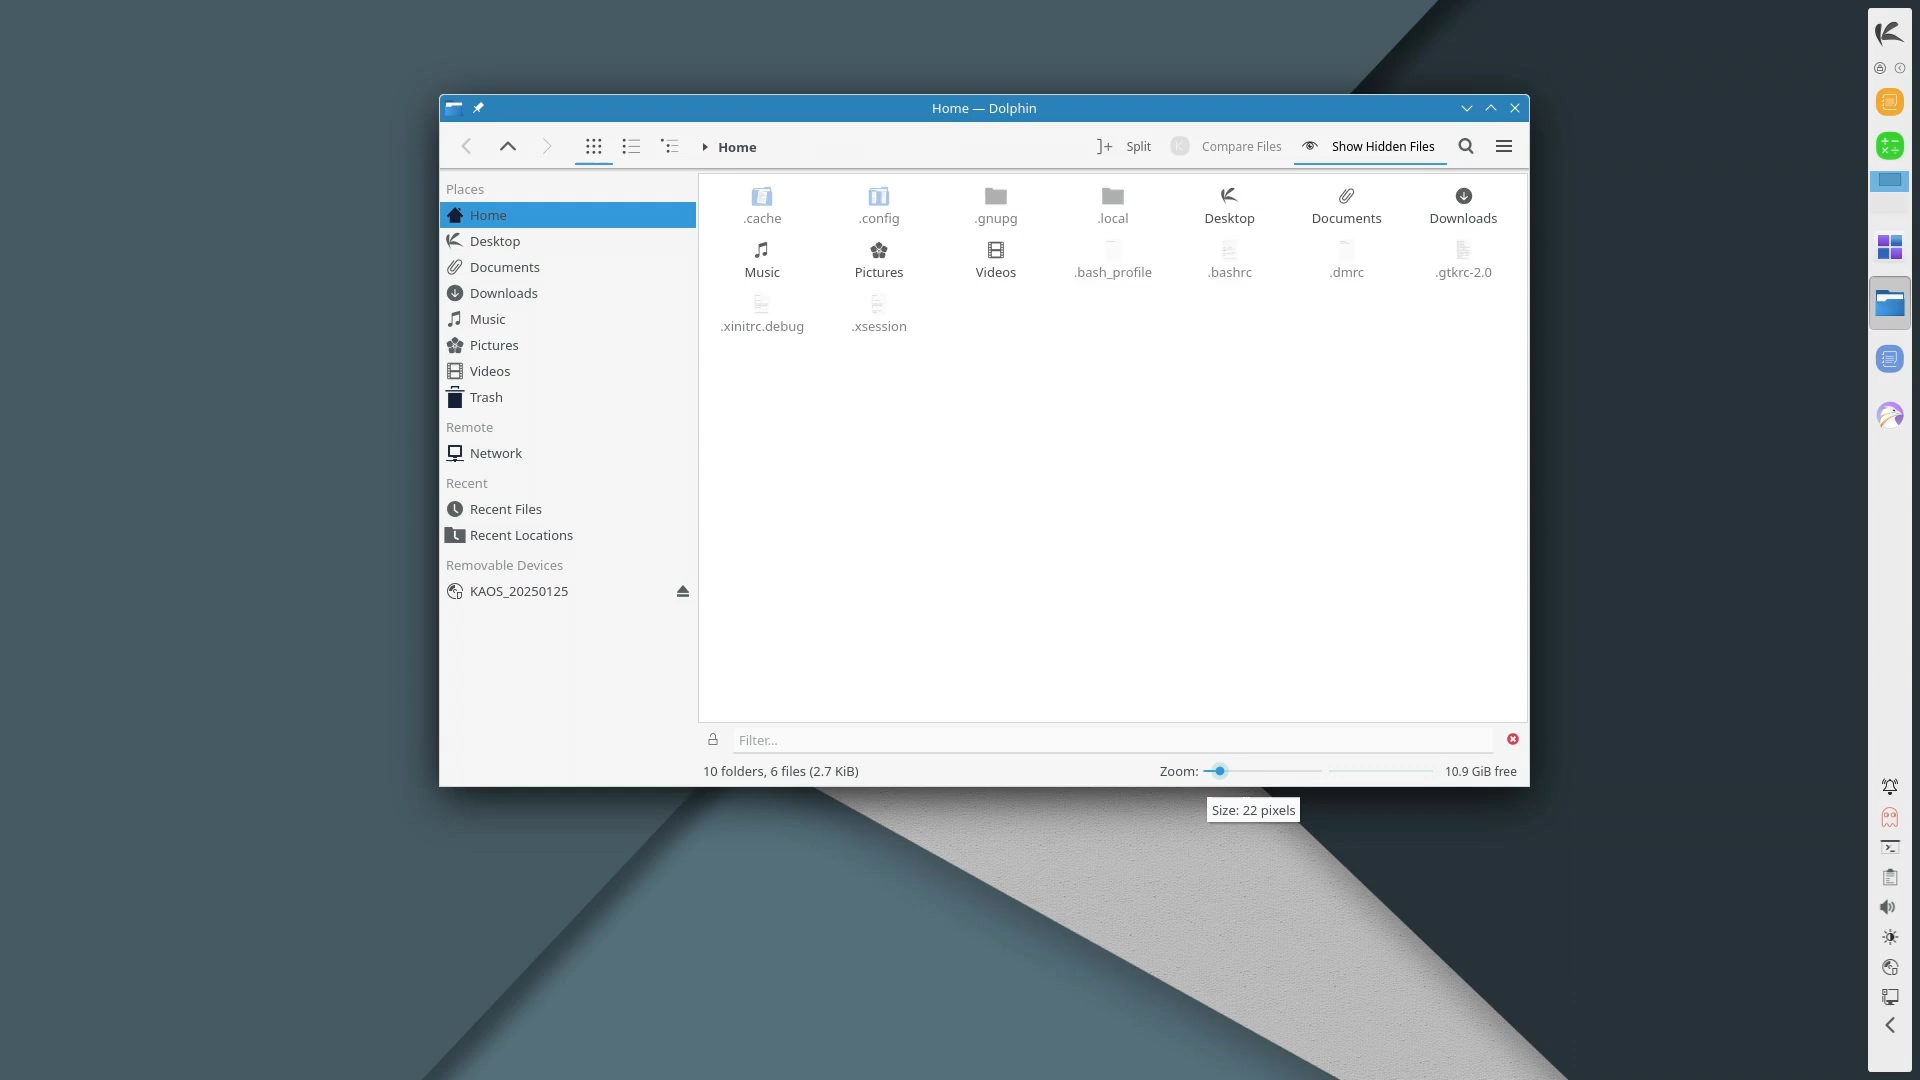 Home — Dolphin
Home
Split
Compare Files
Show Hidden Files
Places
Home
Desktop
Documents
Downloads
Music
Pictures
Videos
Trash
Remote
Network
Recent
Recent Files
Recent Locations
Removable Devices
KAOS_20250125
.cache
.config
.gnupg
.local
Desktop
Documents
Downloads
Music
Pictures
Videos
.bash_profile
.bashrc
.dmrc
.gtkrc-2.0
.xinitrc.debug
.xsession
Filter...
10 folders, 6 files (2.7 KiB)
Zoom:
10.9 GiB free
Size: 22 pixels